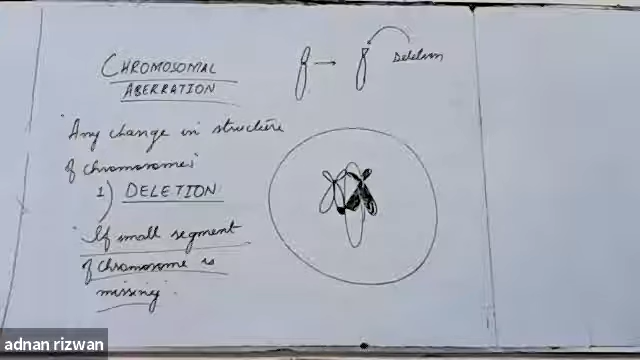 CHROMOSOMAL
ABERRATION
Deletion
"Any change in structure
of chromosomes"
1) DELETION
"If small segment
of chromosome is
missing".
adnan rizwan